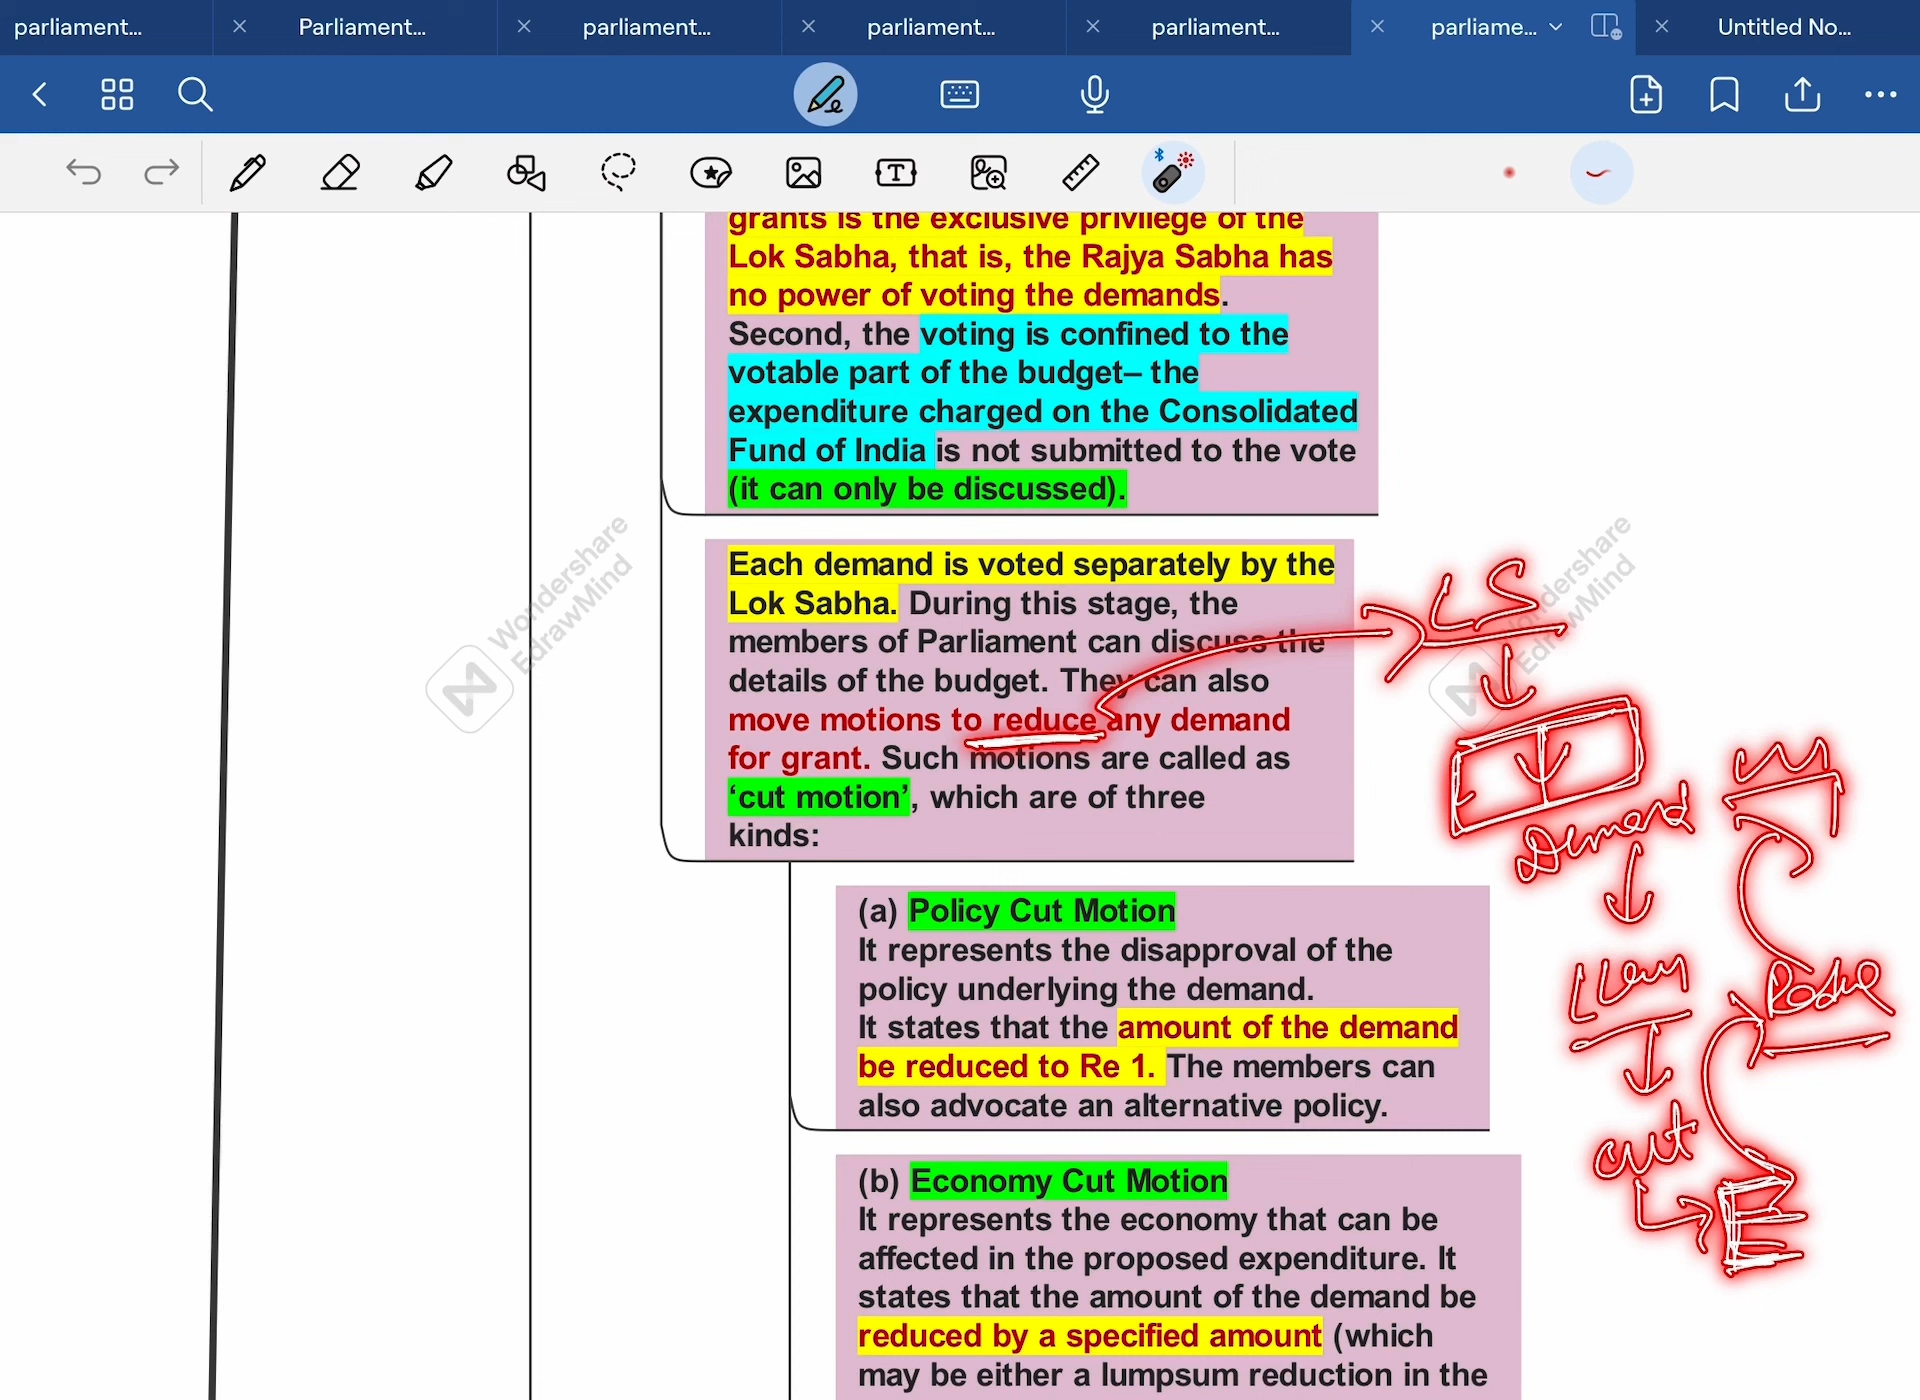 parliament...
Parliament...
parliament...
parliament...
parliament...
parliame...
Untitled No...
grants is the exclusive privilege of the
Lok Sabha, that is, the Rajya Sabha has
no power of voting the demands.
Second, the voting is confined to the
votable part of the budget– the
expenditure charged on the Consolidated
Fund of India is not submitted to the vote
(it can only be discussed).
Each demand is voted separately by the
Lok Sabha. During this stage, the
members of Parliament can discuss the
details of the budget. They can also
move motions to reduce any demand
for grant. Such motions are called as
‘cut motion’, which are of three
kinds:
(a) Policy Cut Motion
It represents the disapproval of the
policy underlying the demand.
It states that the amount of the demand
be reduced to Re 1. The members can
also advocate an alternative policy.
(b) Economy Cut Motion
It represents the economy that can be
affected in the proposed expenditure. It
states that the amount of the demand be
reduced by a specified amount (which
may be either a lumpsum reduction in the
LS
Demand
cut
Wondershare
EdrawMind
Wondershare
EdrawMind